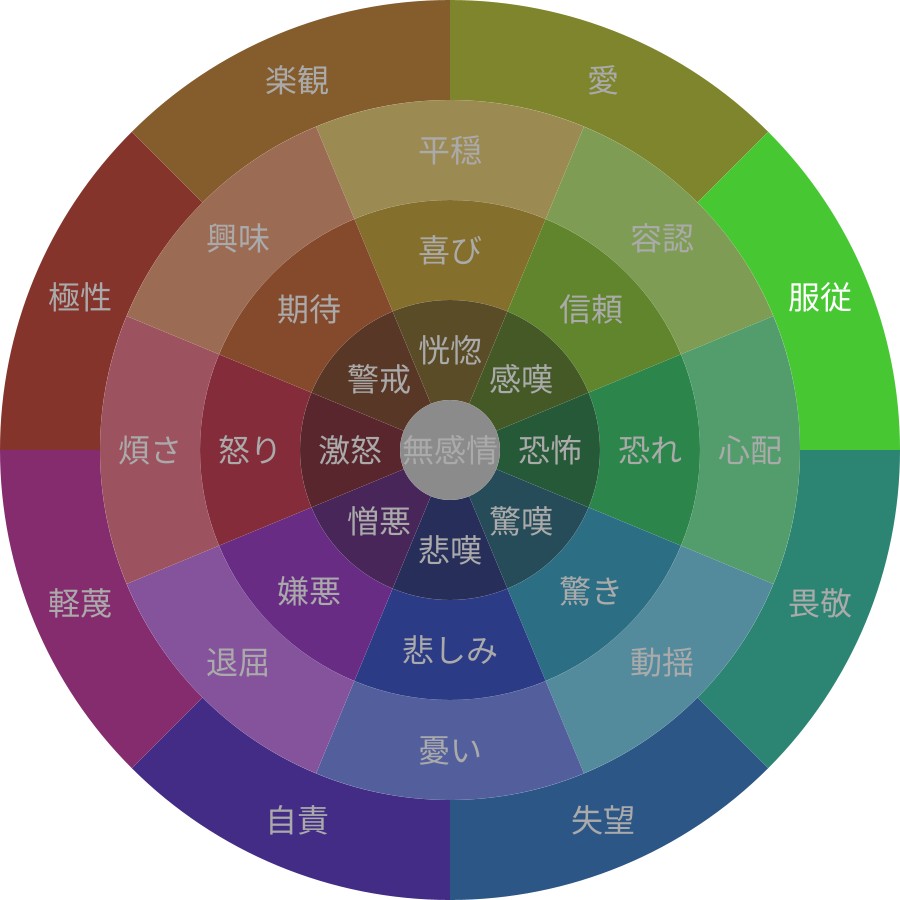 楽観
愛
平穏
興味
容認
喜び
極性
服従
期待
信頼
恍惚
警戒
感嘆
煩さ
怒り
激怒
無感情
恐怖
恐れ
心配
憎悪
驚嘆
悲嘆
軽蔑
畏敬
嫌悪
驚き
悲しみ
退屈
動揺
憂い
自責
失望